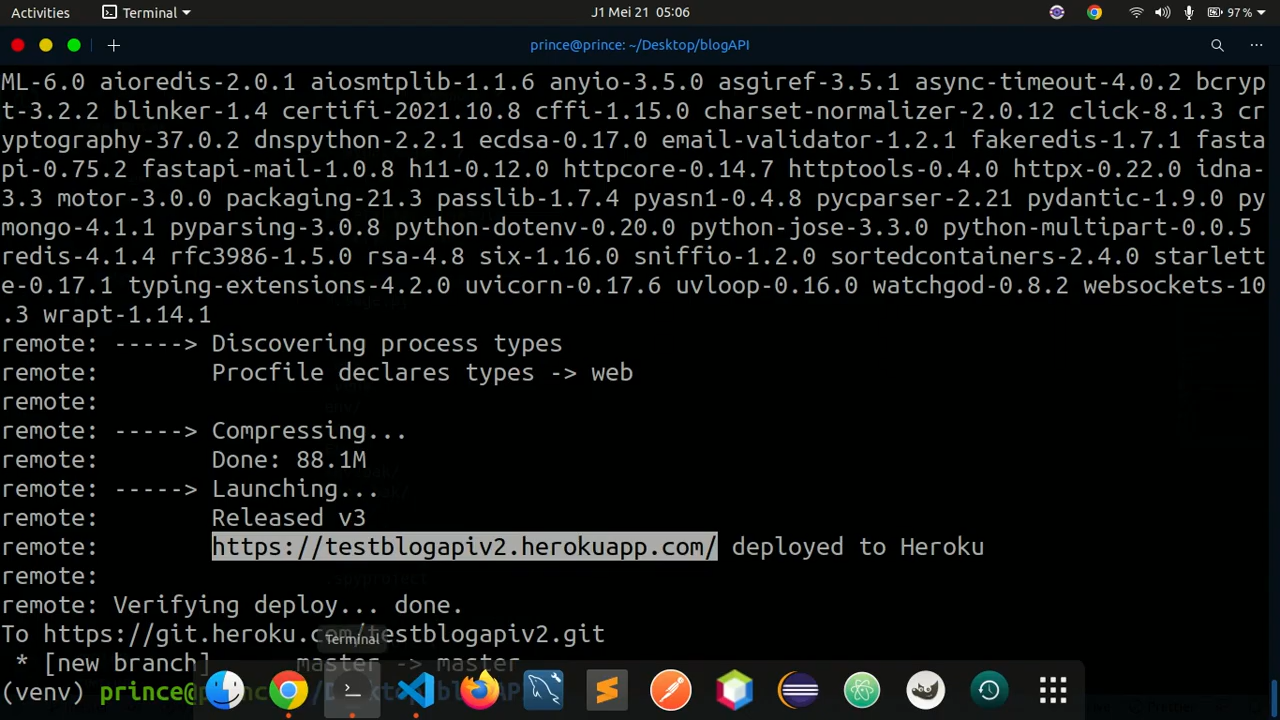 Activities Terminal J1 Mei 21 05:06 97%
prince@prince: ~/Desktop/blogAPI
ML-6.0 aioredis-2.0.1 aiosmtplib-1.1.6 anyio-3.5.0 asgiref-3.5.1 async-timeout-4.0.2 bcryp
t-3.2.2 blinker-1.4 certifi-2021.10.8 cffi-1.15.0 charset-normalizer-2.0.12 click-8.1.3 cr
yptography-37.0.2 dnspython-2.2.1 ecdsa-0.17.0 email-validator-1.2.1 fakeredis-1.7.1 fasta
pi-0.75.2 fastapi-mail-1.0.8 h11-0.12.0 httpcore-0.14.7 httptools-0.4.0 httpx-0.22.0 idna-
3.3 motor-3.0.0 packaging-21.3 passlib-1.7.4 pyasn1-0.4.8 pycparser-2.21 pydantic-1.9.0 py
mongo-4.1.1 pyparsing-3.0.8 python-dotenv-0.20.0 python-jose-3.3.0 python-multipart-0.0.5
redis-4.1.4 rfc3986-1.5.0 rsa-4.8 six-1.16.0 sniffio-1.2.0 sortedcontainers-2.4.0 starlett
e-0.17.1 typing-extensions-4.2.0 uvicorn-0.17.6 uvloop-0.16.0 watchgod-0.8.2 websockets-10
.3 wrapt-1.14.1
remote: -----> Discovering process types
remote: Procfile declares types -> web
remote:
remote: -----> Compressing...
remote: Done: 88.1M
remote: -----> Launching...
remote: Released v3
remote: https://testblogapiv2.herokuapp.com/ deployed to Heroku
remote:
remote: Verifying deploy... done.
To https://git.heroku.com/testblogapiv2.git
Terminal
* [new branch] master -> master
(venv) prince@